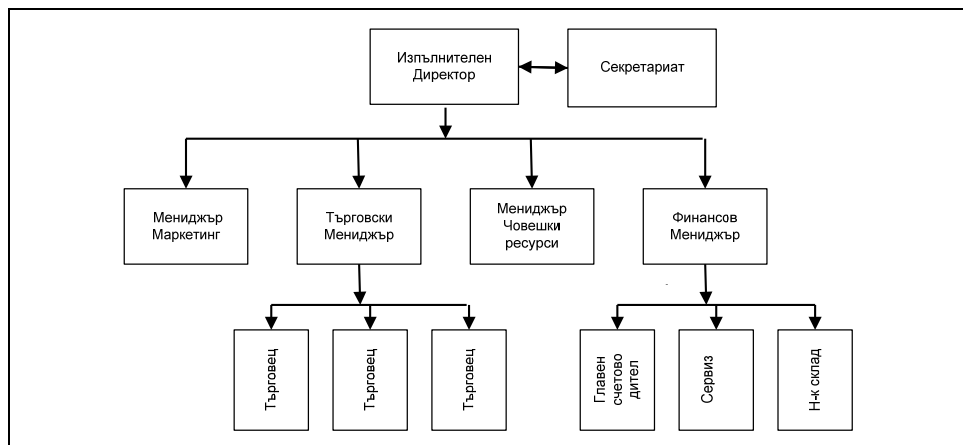 Изпълнителен
Директор
Секретариат
Мениджър
Маркетинг
Търговски
Мениджър
Мениджър
Човешки
ресурси
Финансов
Мениджър
Търговец
Търговец
Търговец
Главен
счетово
дител
Сервиз
Н-к склад